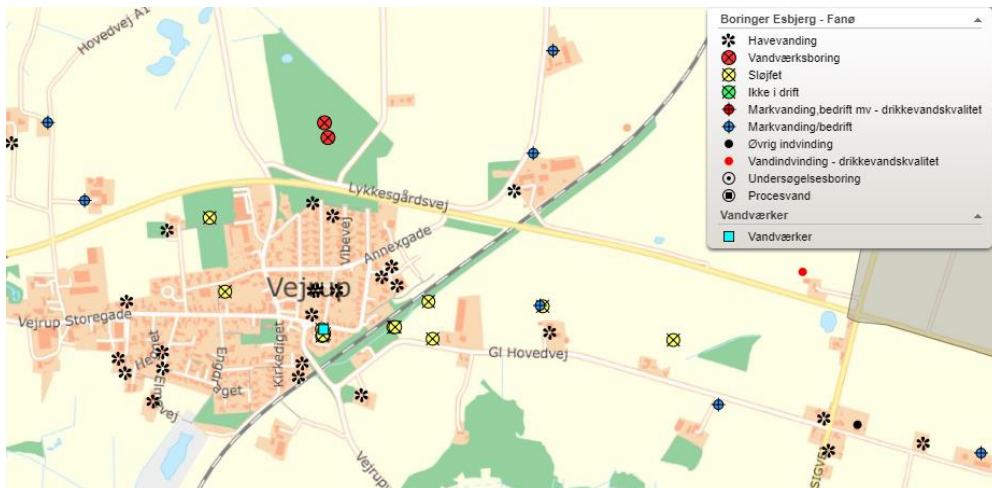 Hovedvej A1
Lykkesgårdsvej
Vibevej
Annexgade
Vejrup
Vejrup Storegade
Kirkediget
Gl Hovedvej
Boringer Esbjerg - Fanø
Havevanding
Vandværksboring
Sløjfet
Ikke i drift
Markvanding,bedrift mv - drikkevandskvalitet
Markvanding/bedrift
Øvrig indvinding
Vandindvinding - drikkevandskvalitet
Undersøgelsesboring
Procesvand
Vandværker
Vandværker